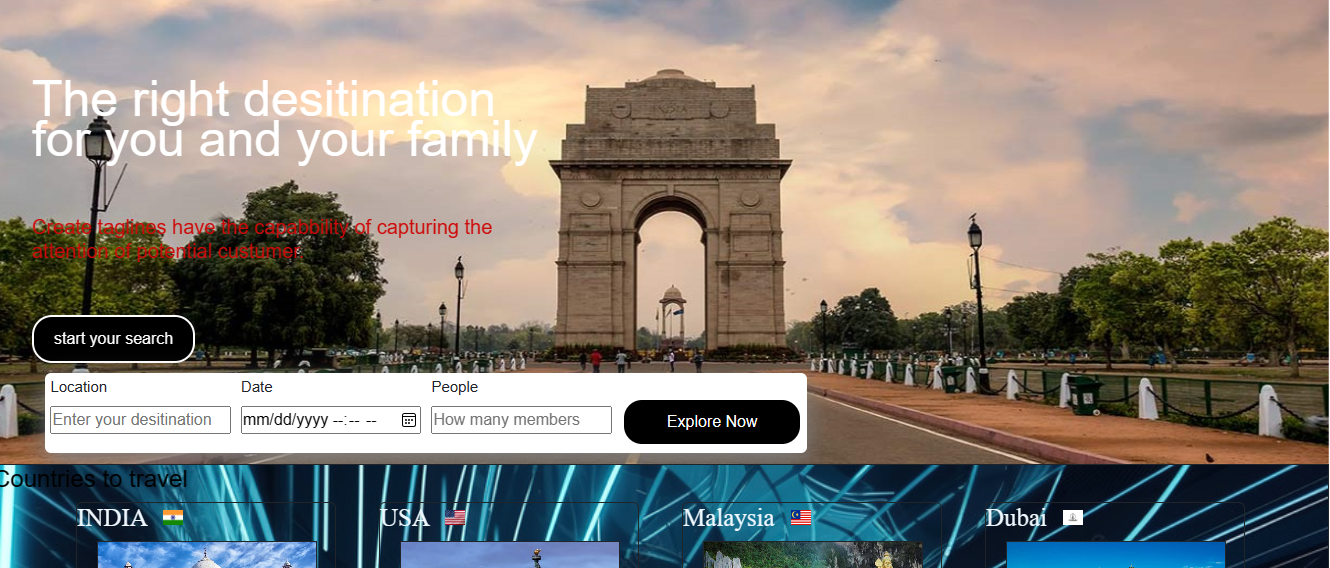 The right desitination
for you and your family
Create taglines have the capabbility of capturing the
attention of potential custumer.
start your search
Location Date People
Enter your desitination mm/dd/yyyy --:-- -- How many members Explore Now
Countries to travel
INDIA USA Malaysia Dubai